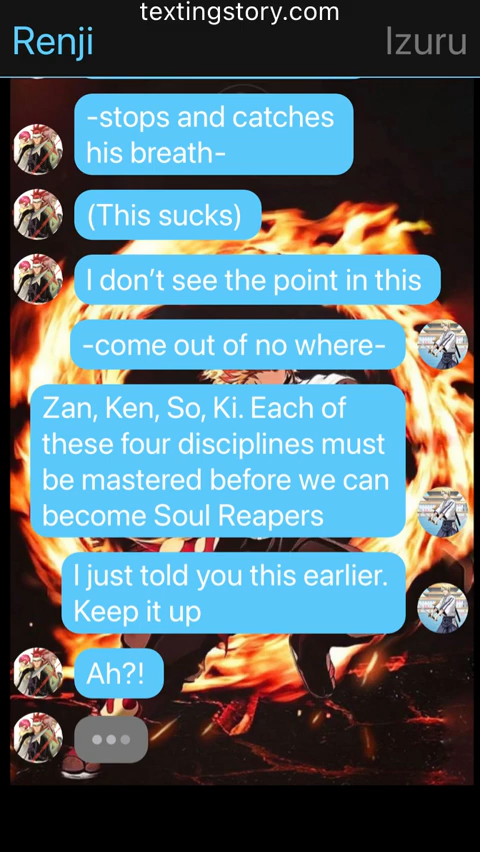 textingstory.com
Renji
Izuru
-stops and catches
his breath-
(This sucks)
I don't see the point in this
-come out of no where-
Zan, Ken, So, Ki. Each of
these four disciplines must
be mastered before we can
become Soul Reapers
I just told you this earlier.
Keep it up
Ah?!